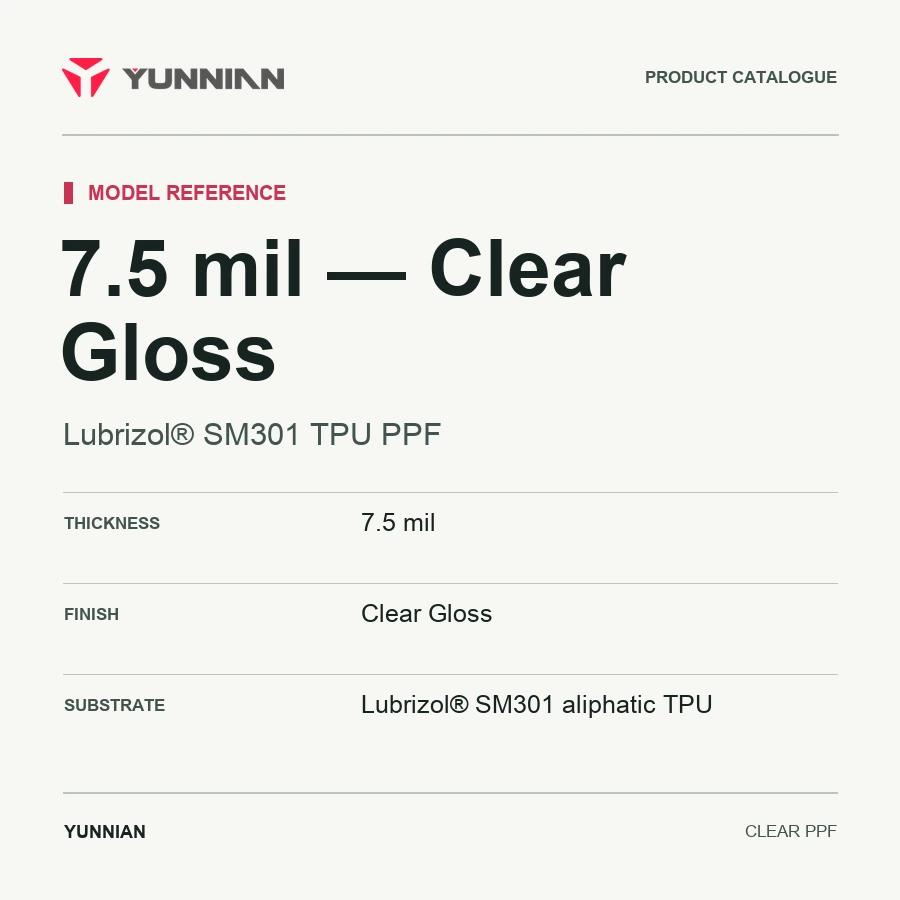 YUNNIAN
PRODUCT CATALOGUE
MODEL REFERENCE
7.5 mil — Clear
Gloss
Lubrizol® SM301 TPU PPF
THICKNESS
7.5 mil
FINISH
Clear Gloss
SUBSTRATE
Lubrizol® SM301 aliphatic TPU
YUNNIAN
CLEAR PPF